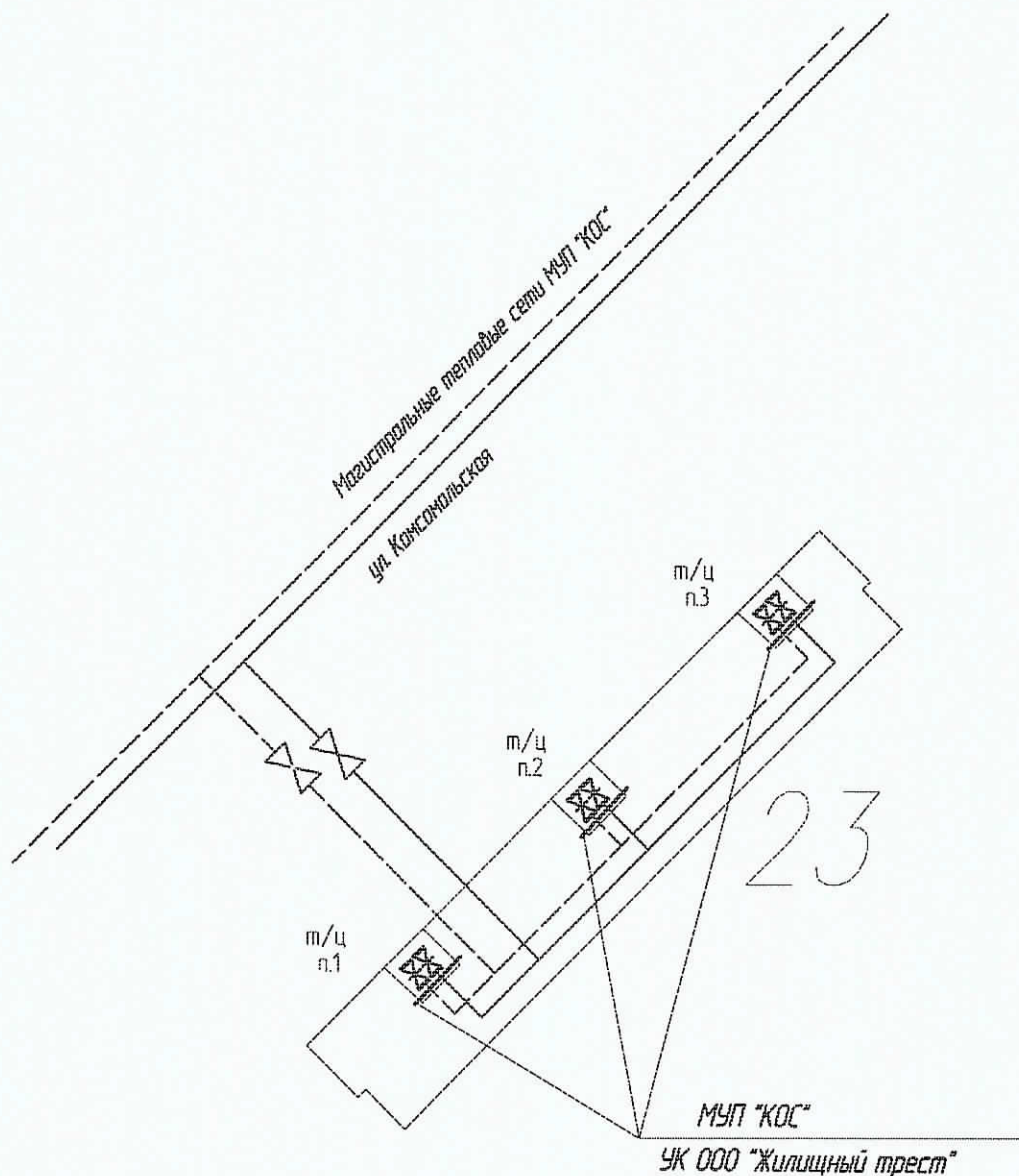 Магистральные тепловые сети МУП "КОС"
ул. Комсомольская
т/ц
п.3
т/ц
п.2
23
т/ц
п.1
МУП "КОС"
УК ООО "Жилищный трест"